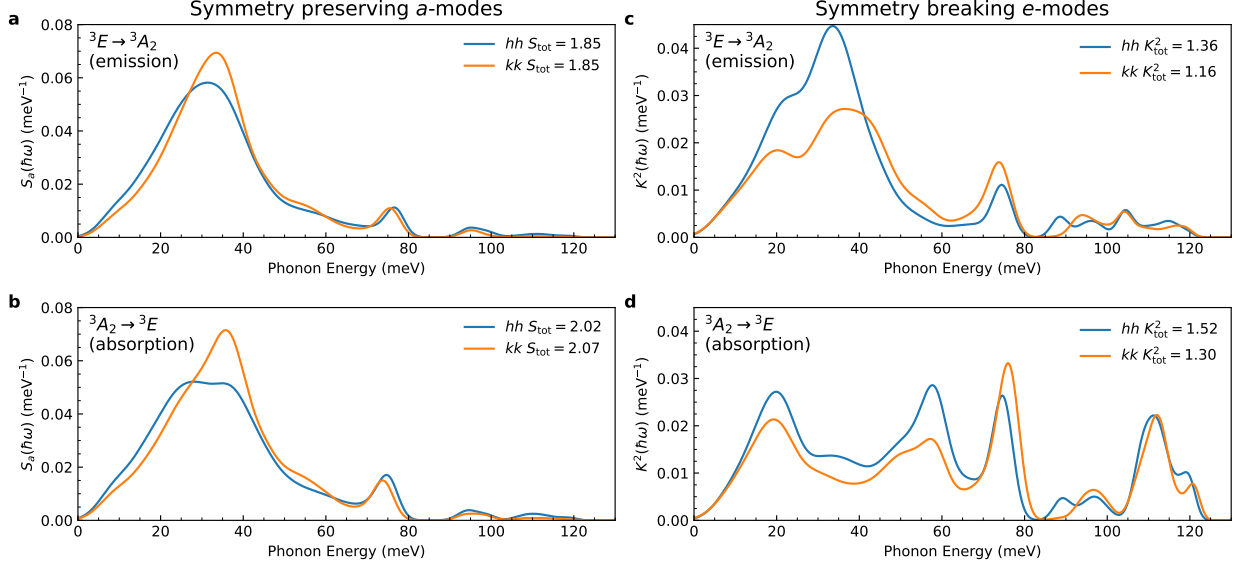 Symmetry preserving a-modes
Symmetry breaking e-modes
a
³E → ³A₂
(emission)
hh S_tot = 1.85
kk S_tot = 1.85
S_a(ℏω) (meV⁻¹)
0.08
0.06
0.04
0.02
0.00
0 20 40 60 80 100 120
Phonon Energy (meV)
c
³E → ³A₂
(emission)
hh K²_tot = 1.36
kk K²_tot = 1.16
K²(ℏω) (meV⁻¹)
0.04
0.03
0.02
0.01
0.00
0 20 40 60 80 100 120
Phonon Energy (meV)
b
³A₂ → ³E
(absorption)
hh S_tot = 2.02
kk S_tot = 2.07
S_a(ℏω) (meV⁻¹)
0.08
0.06
0.04
0.02
0.00
0 20 40 60 80 100 120
Phonon Energy (meV)
d
³A₂ → ³E
(absorption)
hh K²_tot = 1.52
kk K²_tot = 1.30
K²(ℏω) (meV⁻¹)
0.04
0.03
0.02
0.01
0.00
0 20 40 60 80 100 120
Phonon Energy (meV)